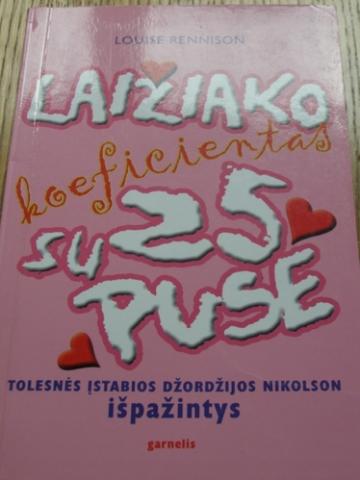 LOUISE RENNISON
LAIŽIAKO
koeficientas
SU 25
PUSE
TOLESNĖS ĮSTABIOS DŽORDŽIJOS NIKOLSON
išpažintys
garnelis